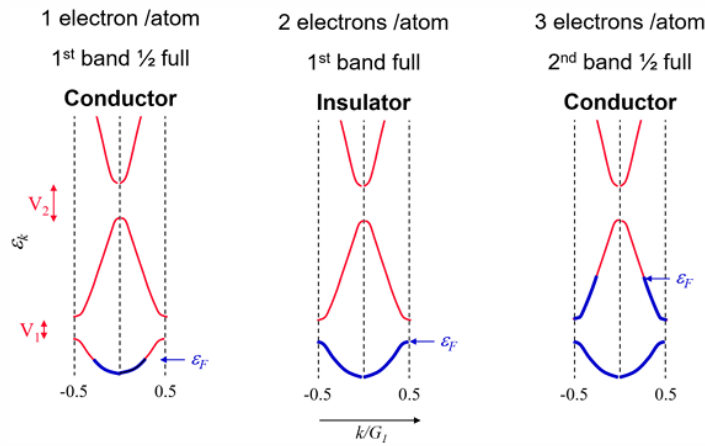 1 electron /atom
1st band ½ full
Conductor
2 electrons /atom
1st band full
Insulator
3 electrons /atom
2nd band ½ full
Conductor
V2
εk
V1
εF
-0.5
0.5
εF
-0.5
0.5
k/G1
εF
-0.5
0.5